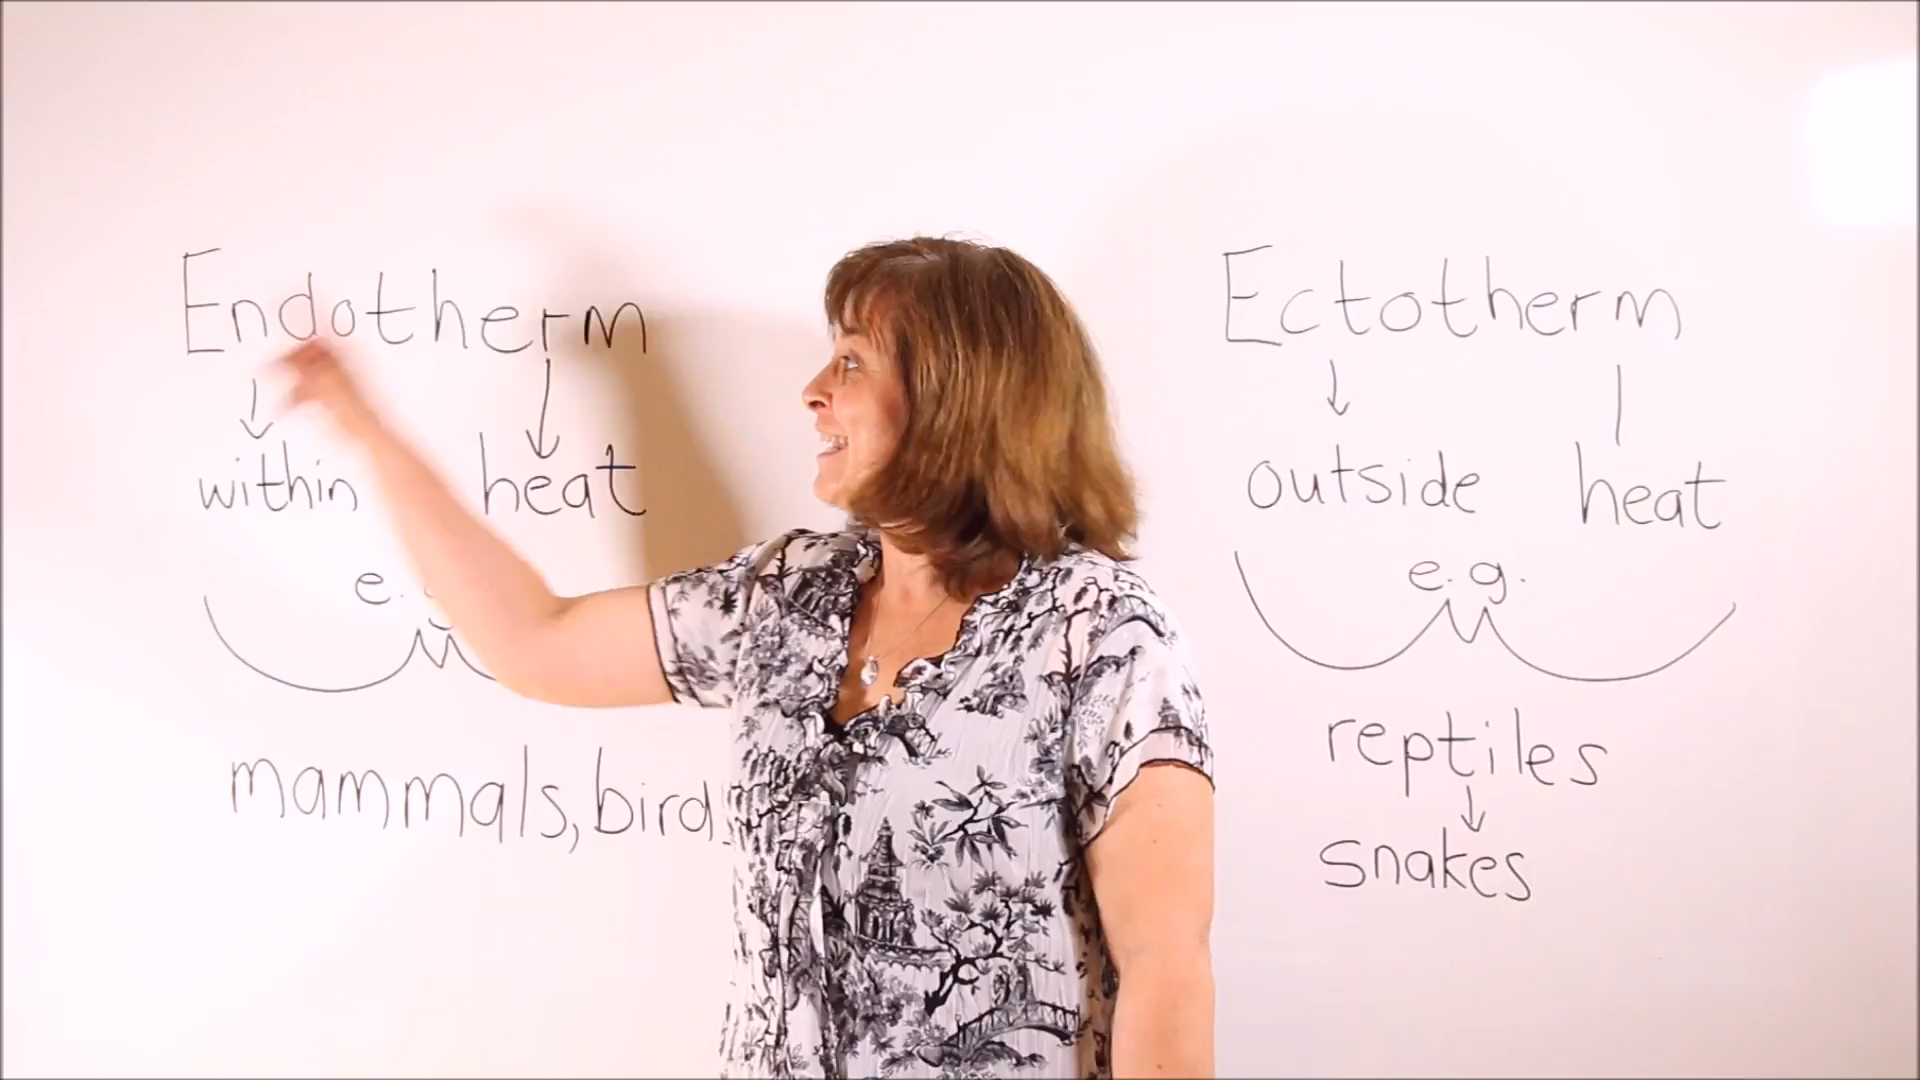 Endotherm
within heat
e.
mammals, bird
Ectotherm
outside heat
e.g.
reptiles
snakes